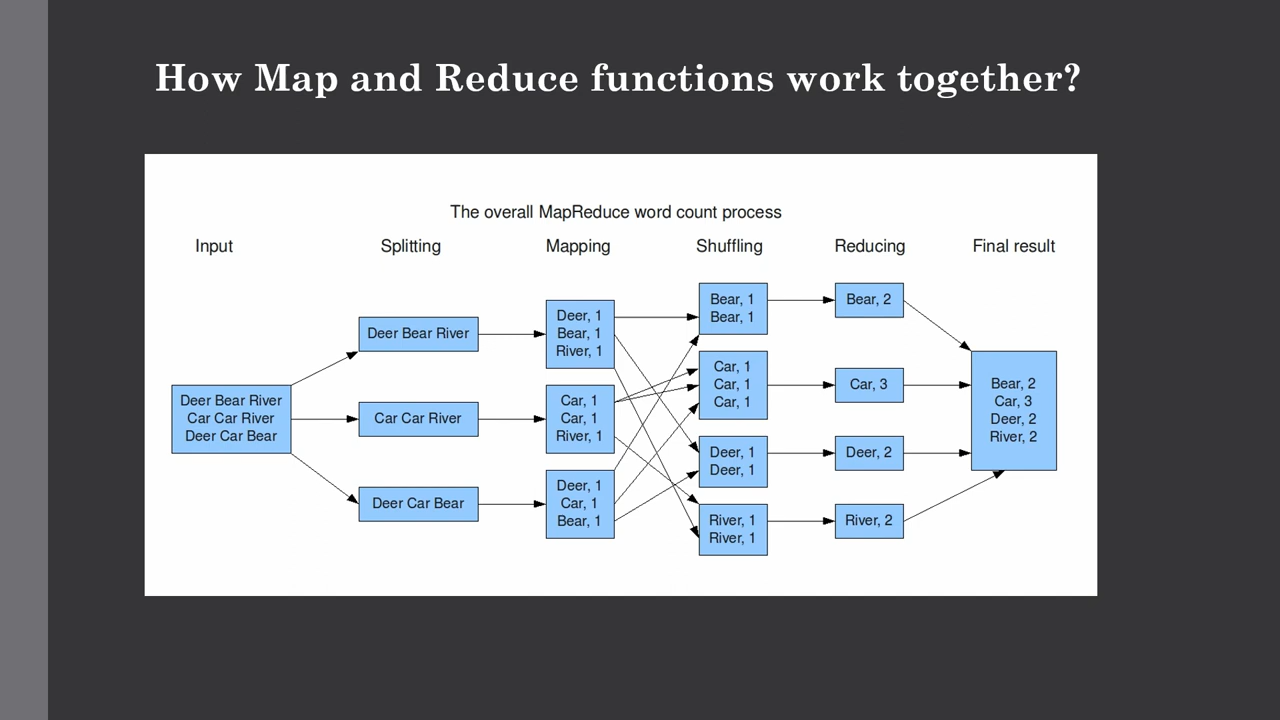 How Map and Reduce functions work together?
The overall MapReduce word count process
Input
Splitting
Mapping
Shuffling
Reducing
Final result
Deer Bear River
Car Car River
Deer Car Bear
Deer Bear River
Car Car River
Deer Car Bear
Deer, 1
Bear, 1
River, 1
Car, 1
Car, 1
River, 1
Deer, 1
Car, 1
Bear, 1
Bear, 1
Bear, 1
Car, 1
Car, 1
Car, 1
Deer, 1
Deer, 1
River, 1
River, 1
Bear, 2
Car, 3
Deer, 2
River, 2
Bear, 2
Car, 3
Deer, 2
River, 2